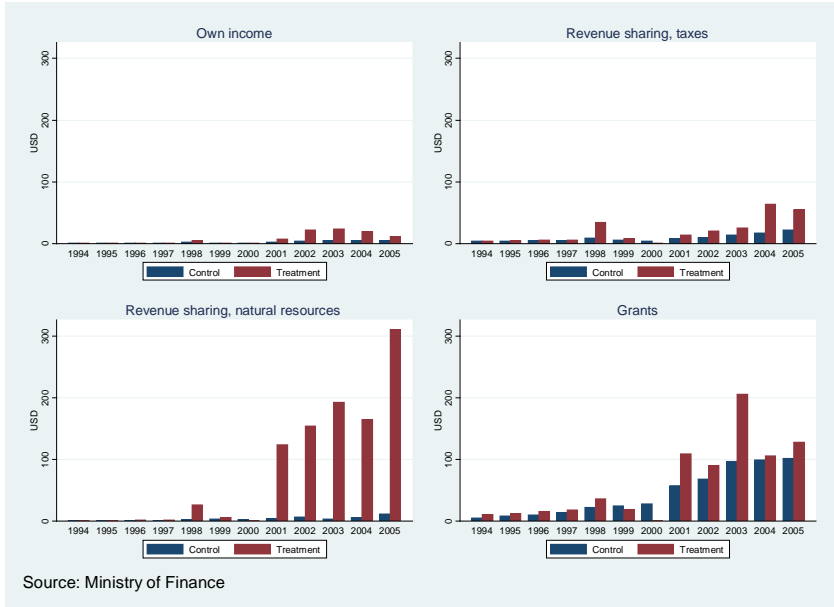 Own income
300
200
100
0
USD
1994 1995 1996 1997 1998 1999 2000 2001 2002 2003 2004 2005
Control Treatment
Revenue sharing, taxes
300
200
100
0
USD
1994 1995 1996 1997 1998 1999 2000 2001 2002 2003 2004 2005
Control Treatment
Revenue sharing, natural resources
300
200
100
0
USD
1994 1995 1996 1997 1998 1999 2000 2001 2002 2003 2004 2005
Control Treatment
Grants
300
200
100
0
USD
1994 1995 1996 1997 1998 1999 2000 2001 2002 2003 2004 2005
Control Treatment
Source: Ministry of Finance